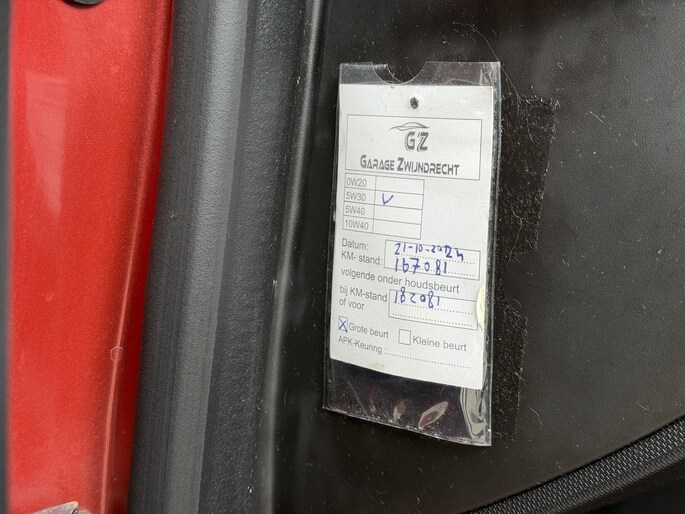 GZ
GARAGE ZWIJNDRECHT
0W20
5W30 V
5W40
10W40
Datum: 21-10-2024
KM- stand: 167081
volgende onder houdsbeurt
bij KM-stand 182081
of voor
X Grote beurt Kleine beurt
APK-Keuring :